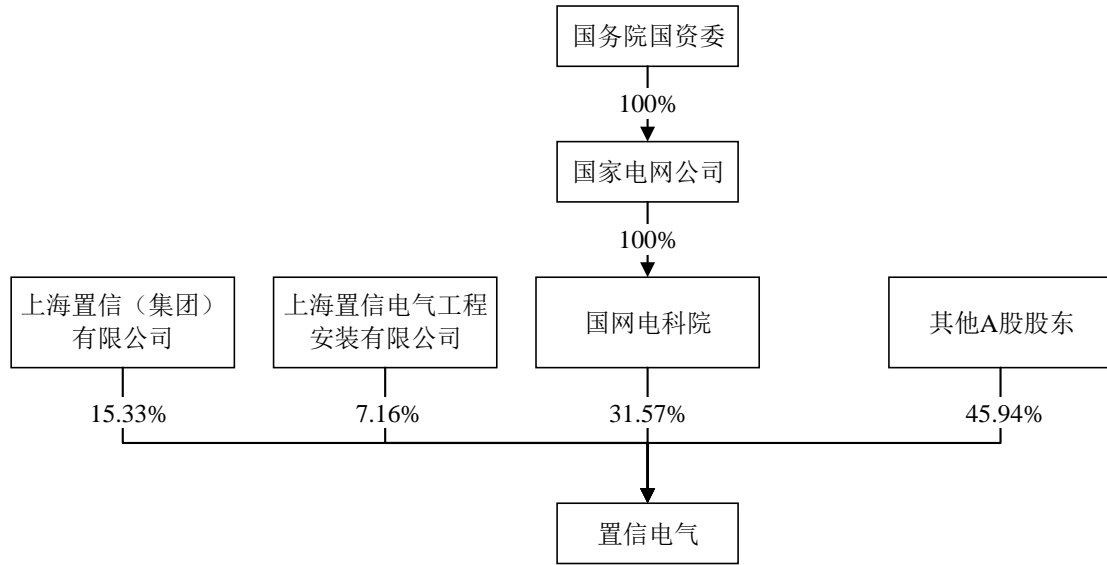 国务院国资委
100%
国家电网公司
100%
上海置信（集团）
有限公司
上海置信电气工程
安装有限公司
国网电科院
其他A股股东
15.33%
7.16%
31.57%
45.94%
置信电气